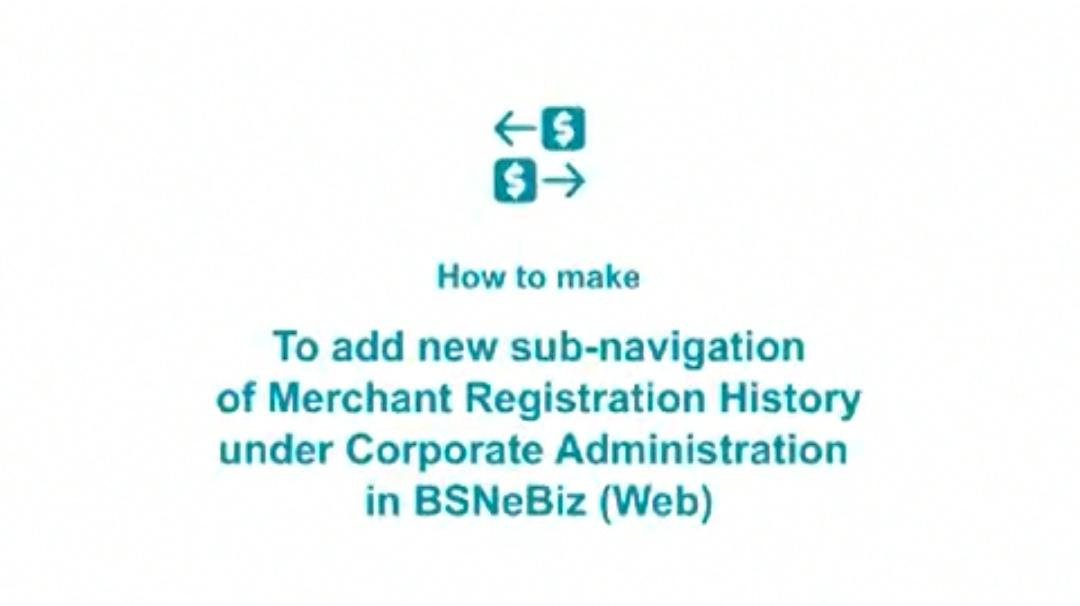 How to make
To add new sub-navigation
of Merchant Registration History
under Corporate Administration
in BSNeBiz (Web)